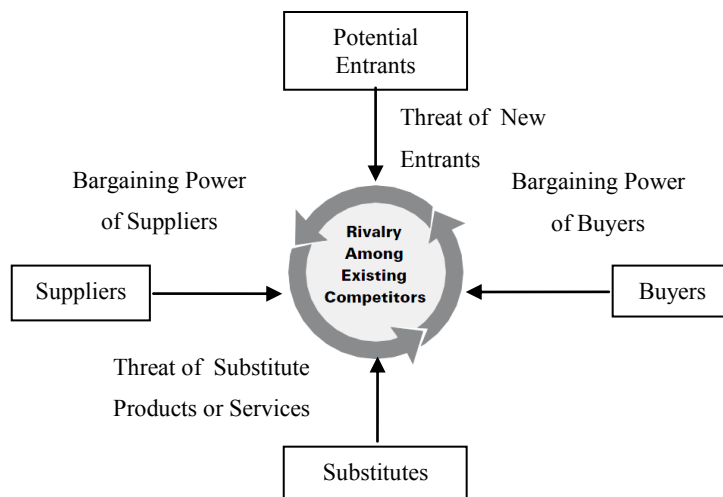 Potential
Entrants
Threat of New
Entrants
Bargaining Power
of Suppliers
Bargaining Power
of Buyers
Rivalry
Among
Existing
Competitors
Suppliers
Buyers
Threat of Substitute
Products or Services
Substitutes